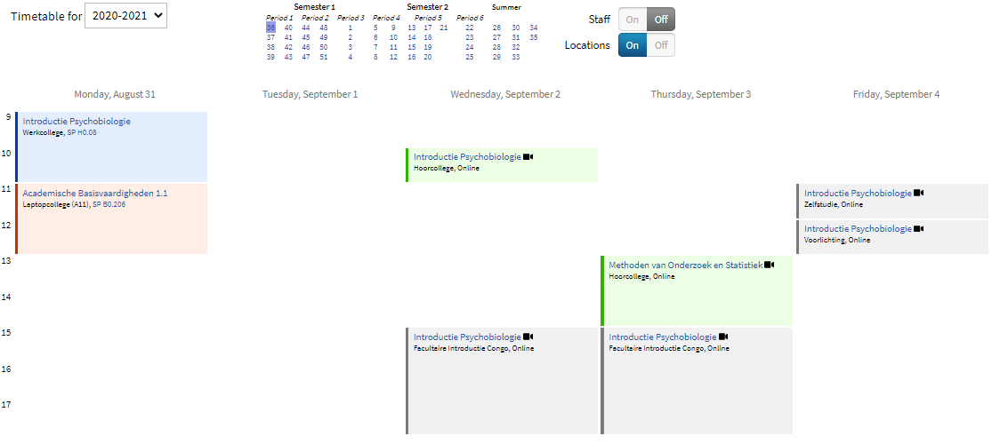 Timetable for 2020-2021
Semester 1 Semester 2 Summer
Period 1 Period 2 Period 3 Period 4 Period 5 Period 6
36 40 44 48 1 5 9 13 17 21 22 26 30 34
37 41 45 49 2 6 10 14 18 23 27 31 35
38 42 46 50 3 7 11 15 19 24 28 32
39 43 47 51 4 8 12 16 20 25 29 33
Staff On Off
Locations On Off
Monday, August 31 Tuesday, September 1 Wednesday, September 2 Thursday, September 3 Friday, September 4
9
Introductie Psychobiologie
Werkcollege, SP H0.08
10
Introductie Psychobiologie
Hoorcollege, Online
11
Academische Basisvaardigheden 1.1
Laptopcollege (A11), SP B0.206
Introductie Psychobiologie
Zelfstudie, Online
12
Introductie Psychobiologie
Voorlichting, Online
13
Methoden van Onderzoek en Statistiek
Hoorcollege, Online
14
15
Introductie Psychobiologie
Facultaire Introductie Congo, Online
Introductie Psychobiologie
Facultaire Introductie Congo, Online
16
17